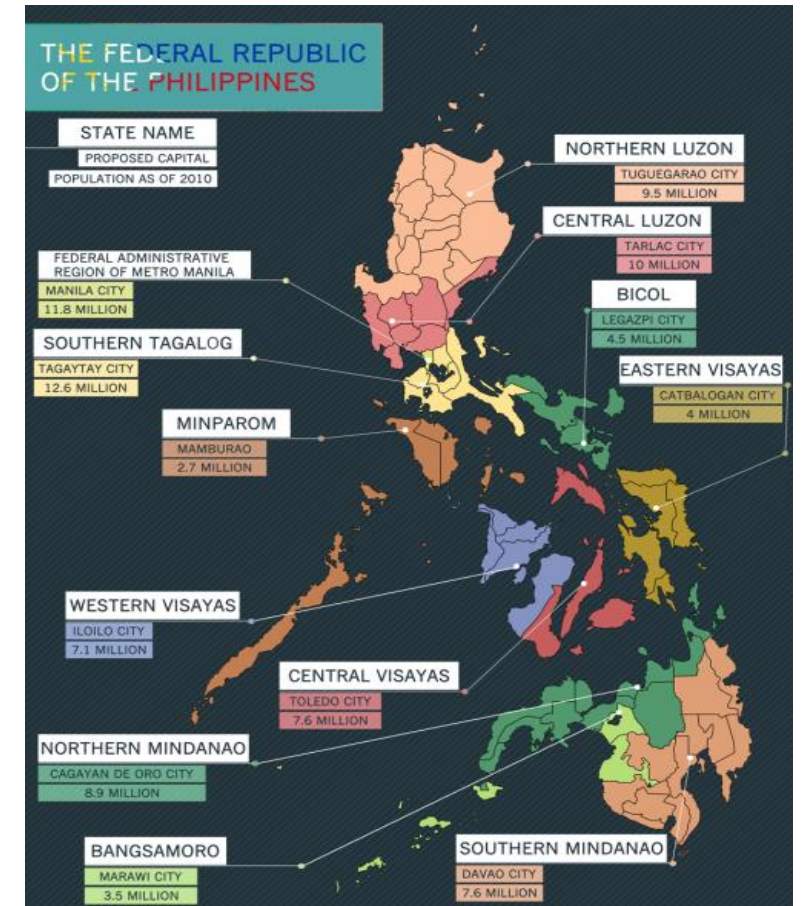 THE FEDERAL REPUBLIC
OF THE PHILIPPINES
STATE NAME
PROPOSED CAPITAL
POPULATION AS OF 2010
NORTHERN LUZON
TUGUEGARAO CITY
9.5 MILLION
CENTRAL LUZON
TARLAC CITY
10 MILLION
FEDERAL ADMINISTRATIVE
REGION OF METRO MANILA
MANILA CITY
11.8 MILLION
BICOL
LEGAZPI CITY
4.5 MILLION
SOUTHERN TAGALOG
TAGAYTAY CITY
12.6 MILLION
EASTERN VISAYAS
CATBALOGAN CITY
4 MILLION
MINPAROM
MAMBURAO
2.7 MILLION
WESTERN VISAYAS
ILOILO CITY
7.1 MILLION
CENTRAL VISAYAS
TOLEDO CITY
7.6 MILLION
NORTHERN MINDANAO
CAGAYAN DE ORO CITY
8.9 MILLION
BANGSAMORO
MARAWI CITY
3.5 MILLION
SOUTHERN MINDANAO
DAVAO CITY
7.6 MILLION